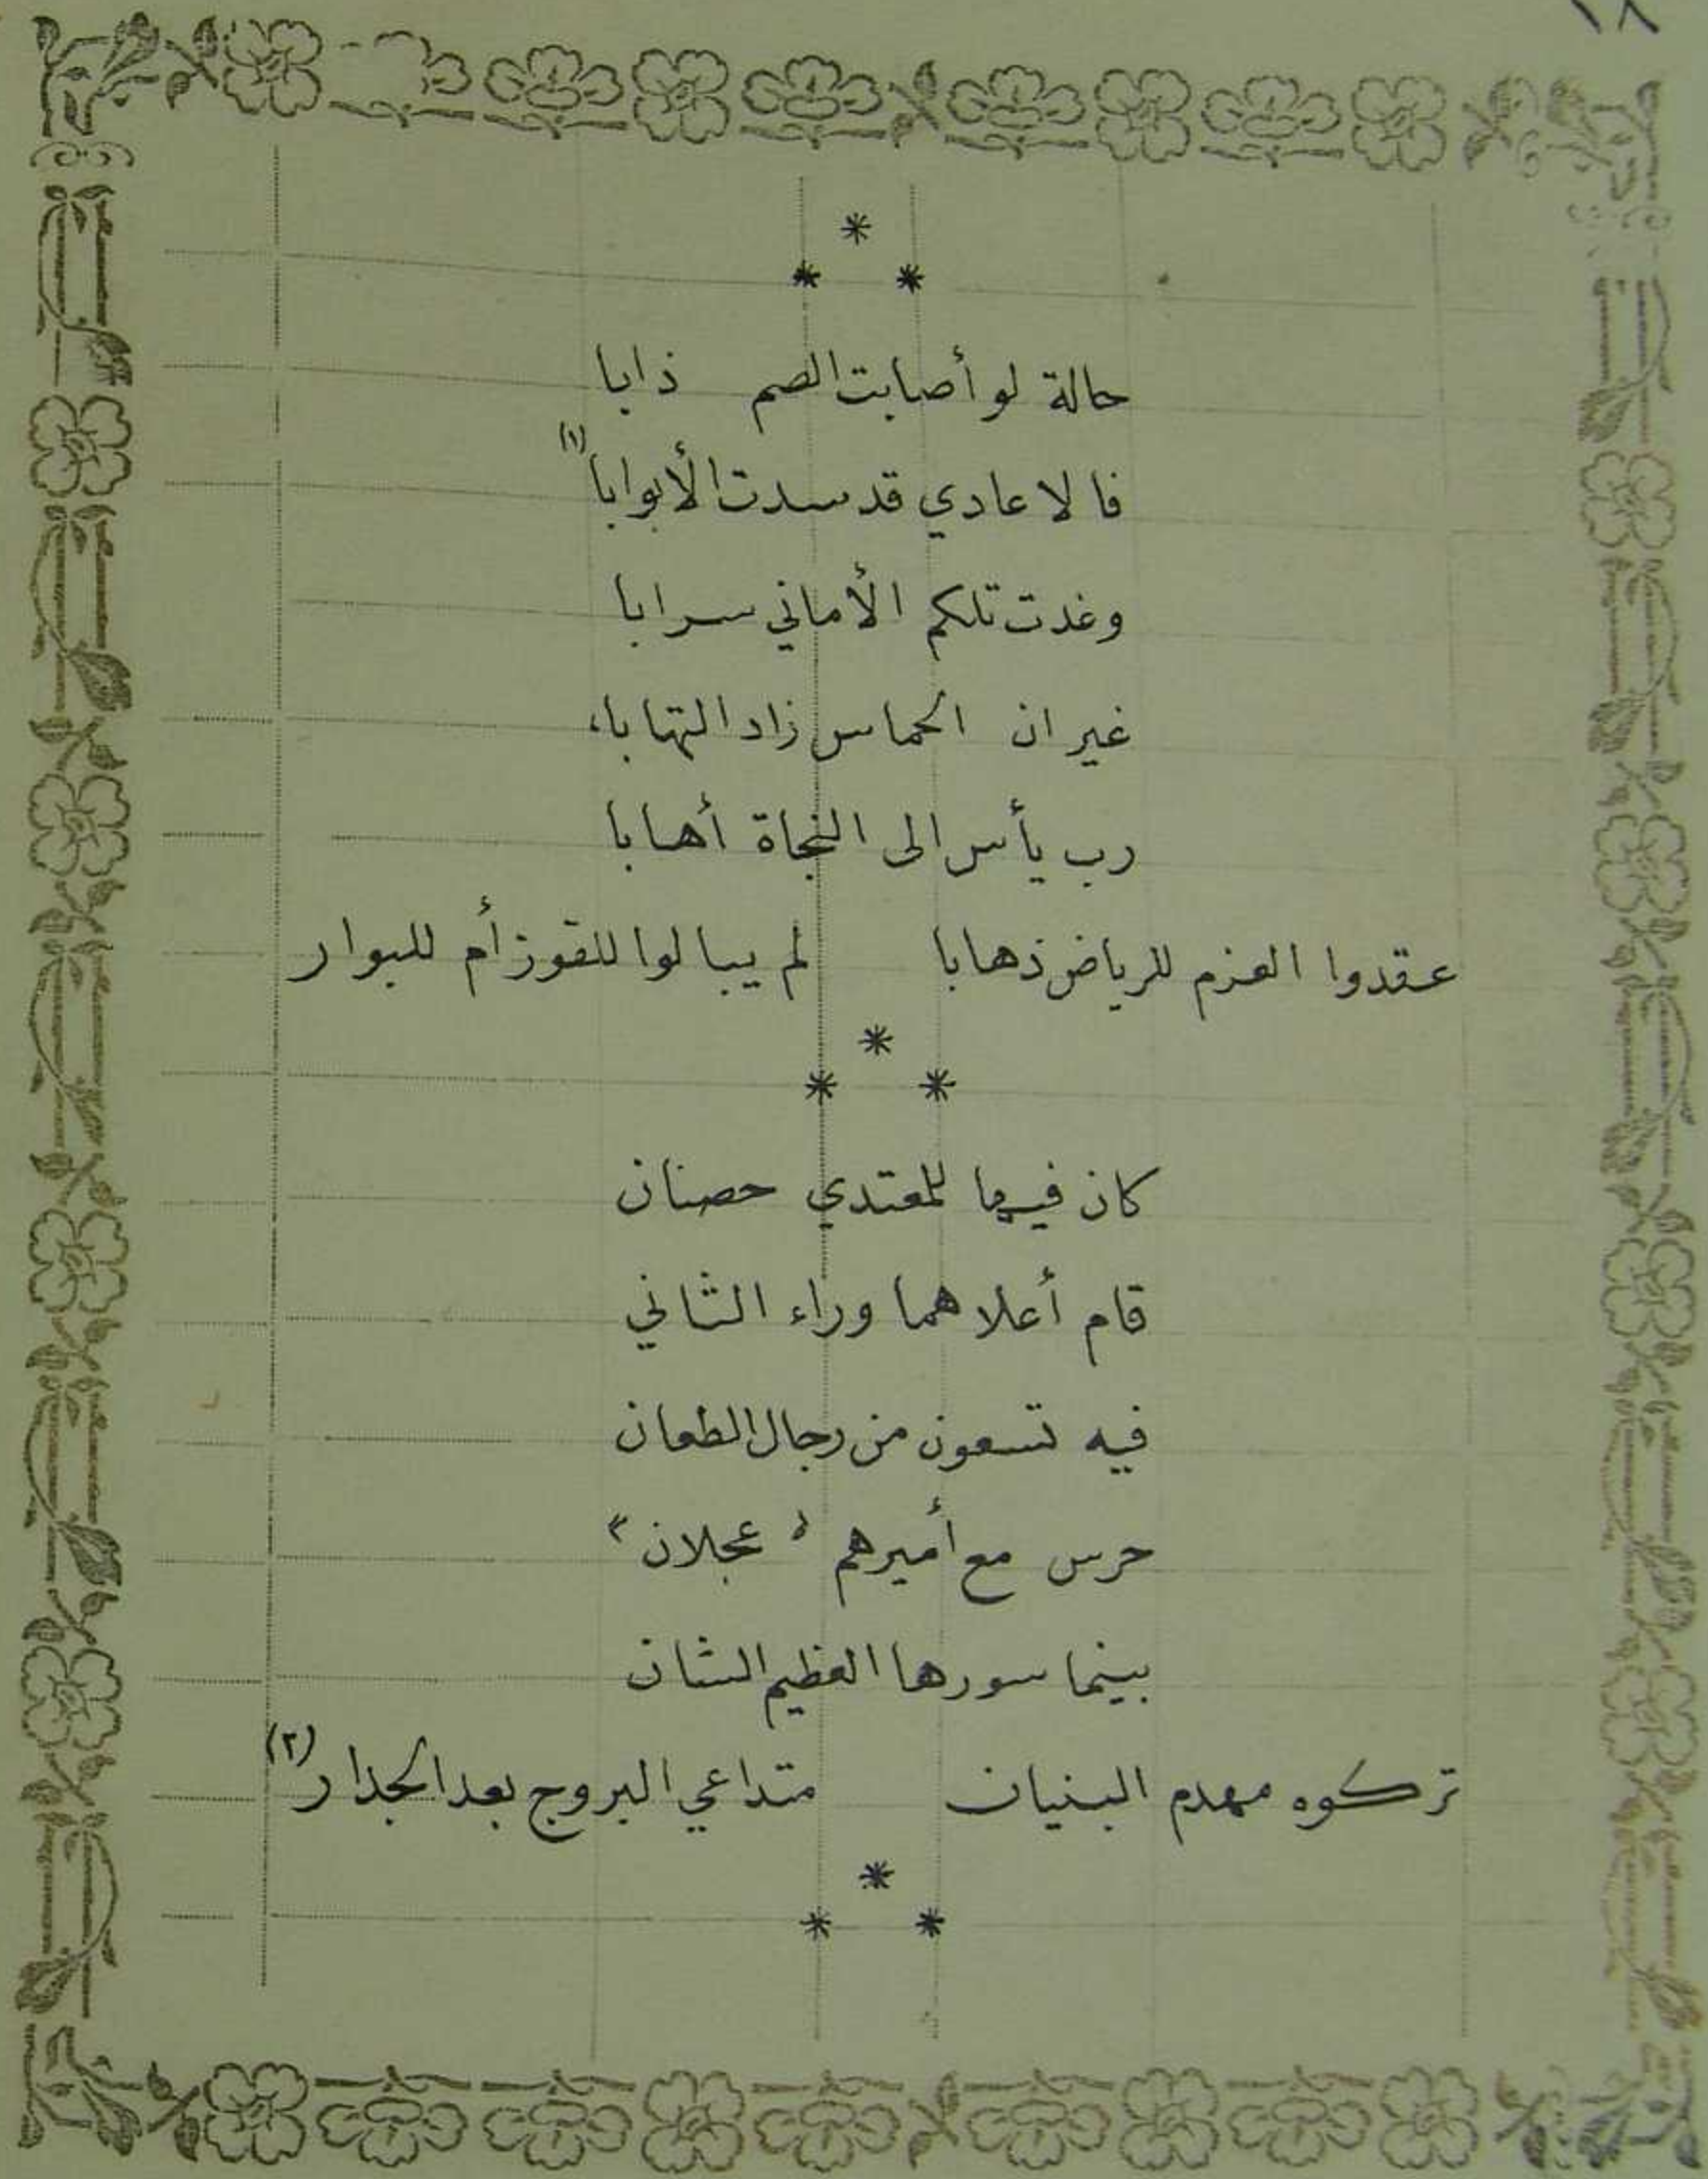 ١٨
*
* *
حالة لو أصابت الصم ذابا
فالاعادي قد سدت الأبوابا (١)
وغدت تلكم الأماني سرابا
غير ان الحماس زاد التهابا،
رب يأس الى النجاة أهابا
عقدوا العزم للرياض ذهابا لم يبالوا للفوز أم للبوار
*
* *
كان فيها للمعتدي حصنان
قام أعلاهما وراء الثاني
فيه تسعون من رجال الطعان
حرس مع أميرهم "عجلان"
بينما سورها العظيم الشان
تركوه مهدم البنيان متداعي البروج بعد الجدار (٢)
*
* *